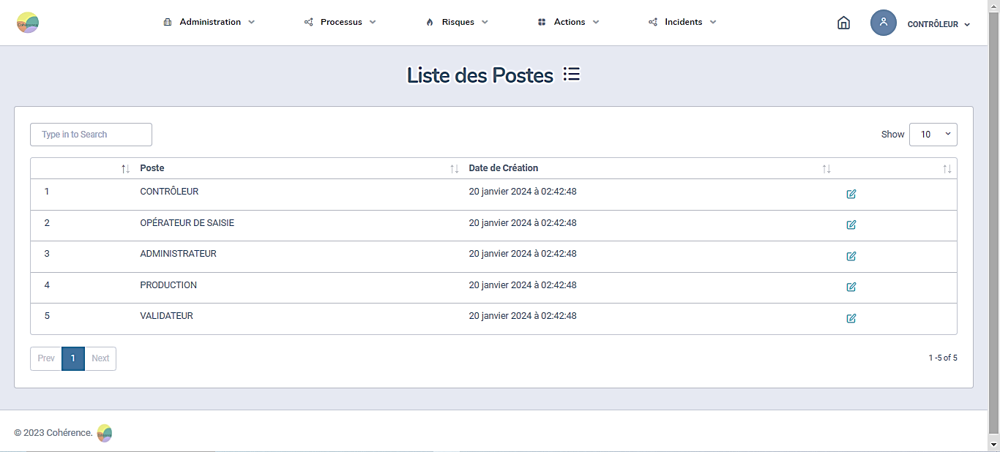 Cohérence
Administration Processus Risques Actions Incidents CONTRÔLEUR
Liste des Postes
Type in to Search Show 10
Poste Date de Création
1 CONTRÔLEUR 20 janvier 2024 à 02:42:48
2 OPÉRATEUR DE SAISIE 20 janvier 2024 à 02:42:48
3 ADMINISTRATEUR 20 janvier 2024 à 02:42:48
4 PRODUCTION 20 janvier 2024 à 02:42:48
5 VALIDATEUR 20 janvier 2024 à 02:42:48
Prev 1 Next 1 -5 of 5
© 2023 Cohérence.